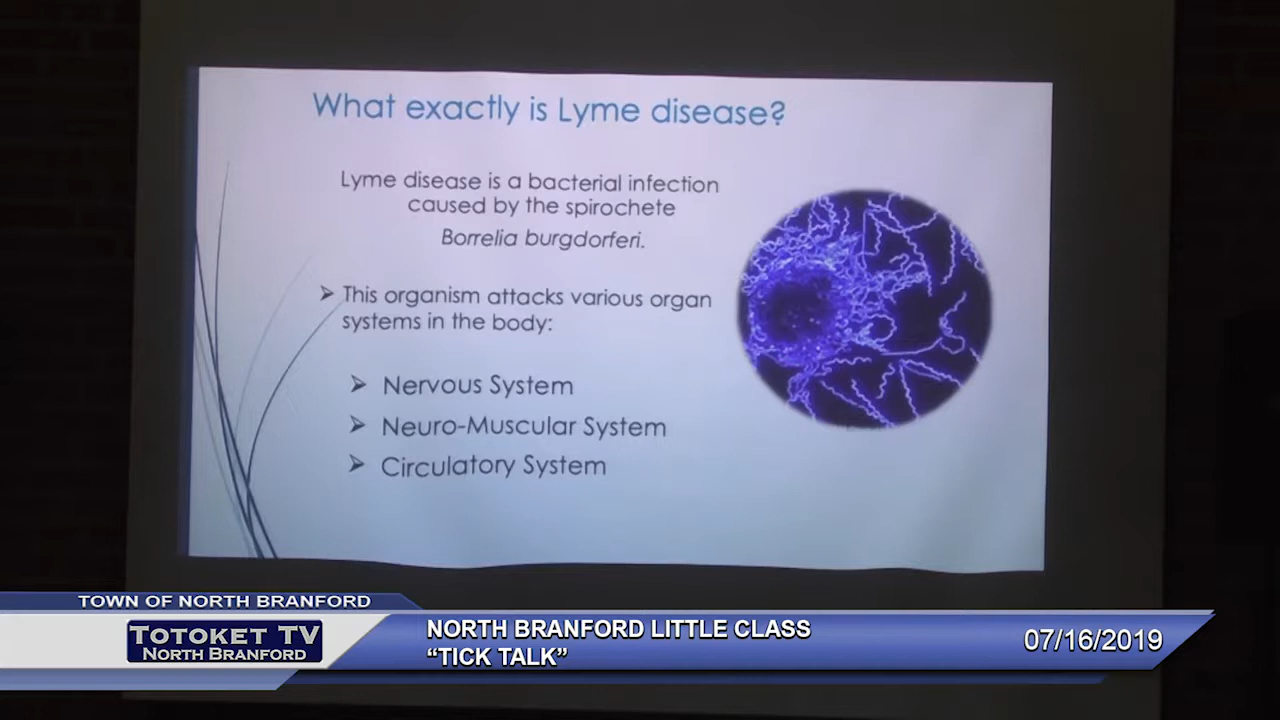 What exactly is Lyme disease?
Lyme disease is a bacterial infection
caused by the spirochete
Borrelia burgdorferi.
➢ This organism attacks various organ
systems in the body:
➢ Nervous System
➢ Neuro-Muscular System
➢ Circulatory System
TOWN OF NORTH BRANFORD
TOTOKET TV
NORTH BRANFORD
NORTH BRANFORD LITTLE CLASS
“TICK TALK”
07/16/2019